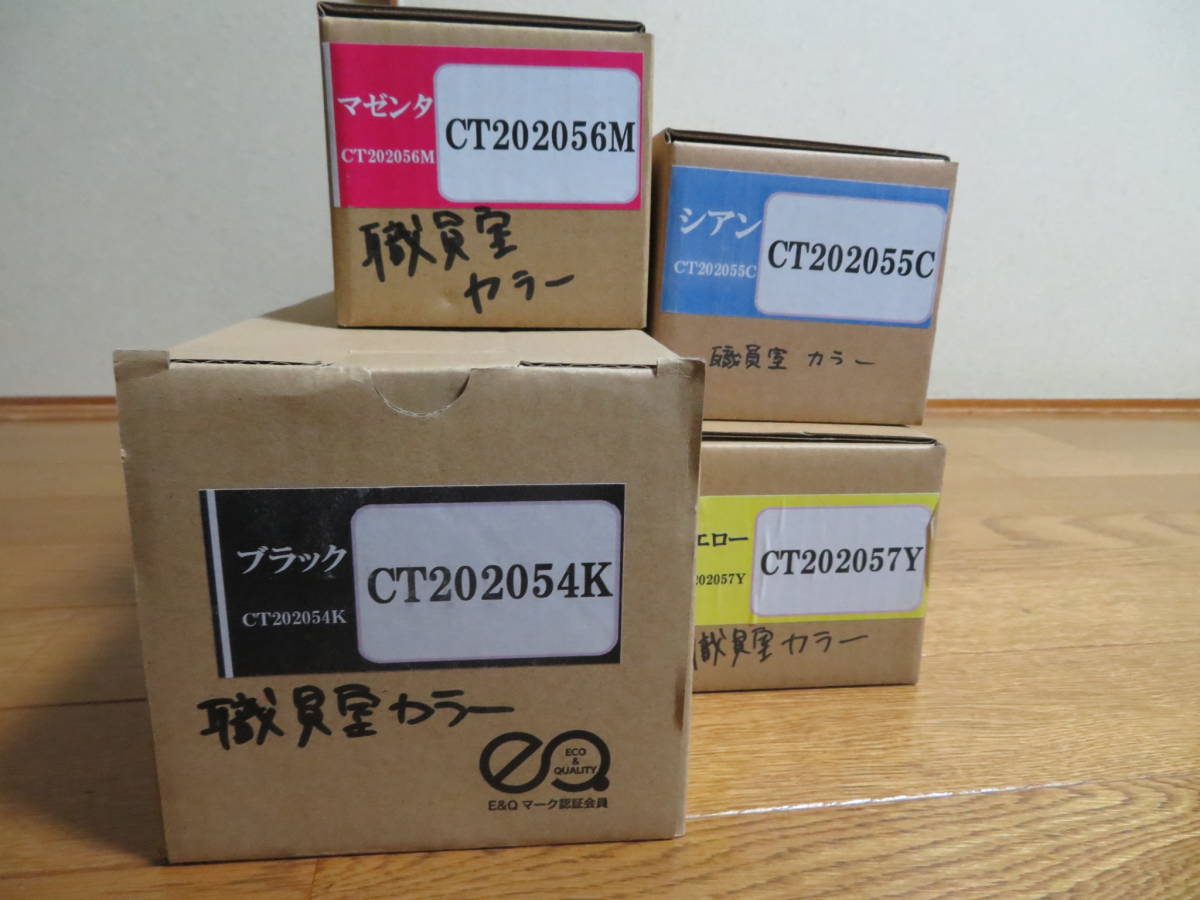 マゼンタ
CT202056M
CT202056M
職員室
カラー
シアン
CT202055C
CT202055C
職員室 カラー
ブラック
CT202054K
CT202054K
職員室カラー
ECO
&
QUALITY
E&Q マーク認証会員
エロー
202057Y
CT202057Y
職員室カラー